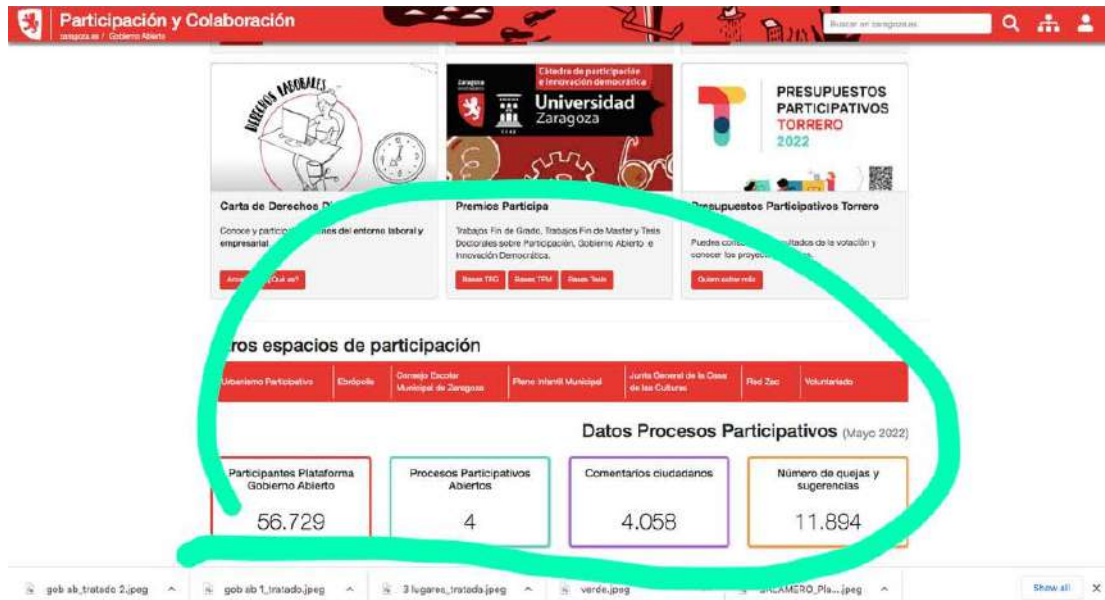 Participación y Colaboración
zaragoza.es / Gobierno Abierto
Buscar en zaragoza.es
DERECHOS LABORALES
Zaragoza
Cátedra de participación
e innovación democrática
Universidad
Zaragoza
1542
PRESUPUESTOS
PARTICIPATIVOS
TORRERO
2022
Carta de Derechos
Conoce y particip del entorno laboral y
empresarial.
¿Qué es?
Premios Participa
Trabajos Fin de Grado, Trabajos Fin de Master y Tesis
Doctorales sobre Participación, Gobierno Abierto e
Innovación Democrática.
Bases TFG
Bases TFM
Bases Tesis
Presupuestos Participativos Torrero
Puedes de la votación y
conocer los
Quiero saber más
espacios de participación
Urbanismo Participativo
Ebrópolis
Consejo Escolar
Municipal de Zaragoza
Pleno Infantil Municipal
Junta General de la Casa
de las Culturas
Red Zac
Voluntariado
Datos Procesos Participativos (Mayo 2022)
Participantes Plataforma
Gobierno Abierto
56.729
Procesos Participativos
Abiertos
4
Comentarios ciudadanos
4.058
Número de quejas y
sugerencias
11.894
gob ab_tratado 2.jpeg
gob ab 1_tratado.jpeg
3 lugares_tratada.jpeg
verde.jpeg
Show all